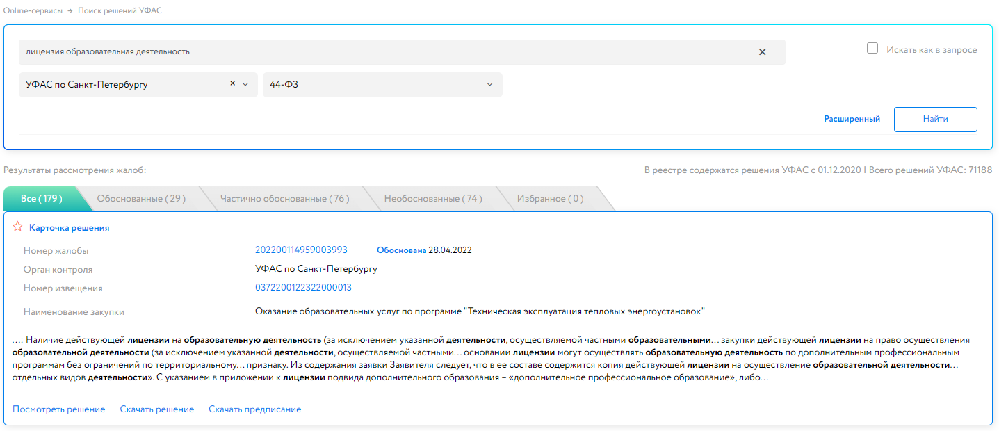 Online-сервисы → Поиск решений УФАС
лицензия образовательная деятельность ✕
Искать как в запросе
УФАС по Санкт-Петербургу ✕
44-ФЗ
Расширенный
Найти
Результаты рассмотрения жалоб:
В реестре содержатся решения УФАС с 01.12.2020 | Всего решений УФАС: 71188
Все ( 179 ) Обоснованные ( 29 ) Частично обоснованные ( 76 ) Необоснованные ( 74 ) Избранное ( 0 )
Карточка решения
Номер жалобы 202200114959003993 Обоснована 28.04.2022
Орган контроля УФАС по Санкт-Петербургу
Номер извещения 0372200122322000013
Наименование закупки Оказание образовательных услуг по программе "Техническая эксплуатация тепловых энергоустановок"
…: Наличие действующей лицензии на образовательную деятельность (за исключением указанной деятельности, осуществляемой частными образовательными… закупки действующей лицензии на право осуществления
образовательной деятельности (за исключением указанной деятельности, осуществляемой частными… основании лицензии могут осуществлять образовательную деятельность по дополнительным профессиональным
программам без ограничений по территориальному… признаку. Из содержания заявки Заявителя следует, что в ее составе содержится копия действующей лицензии на осуществление образовательной деятельности…
отдельных видов деятельности». С указанием в приложении к лицензии подвида дополнительного образования – «дополнительное профессиональное образование», либо…
Посмотреть решение Скачать решение Скачать предписание